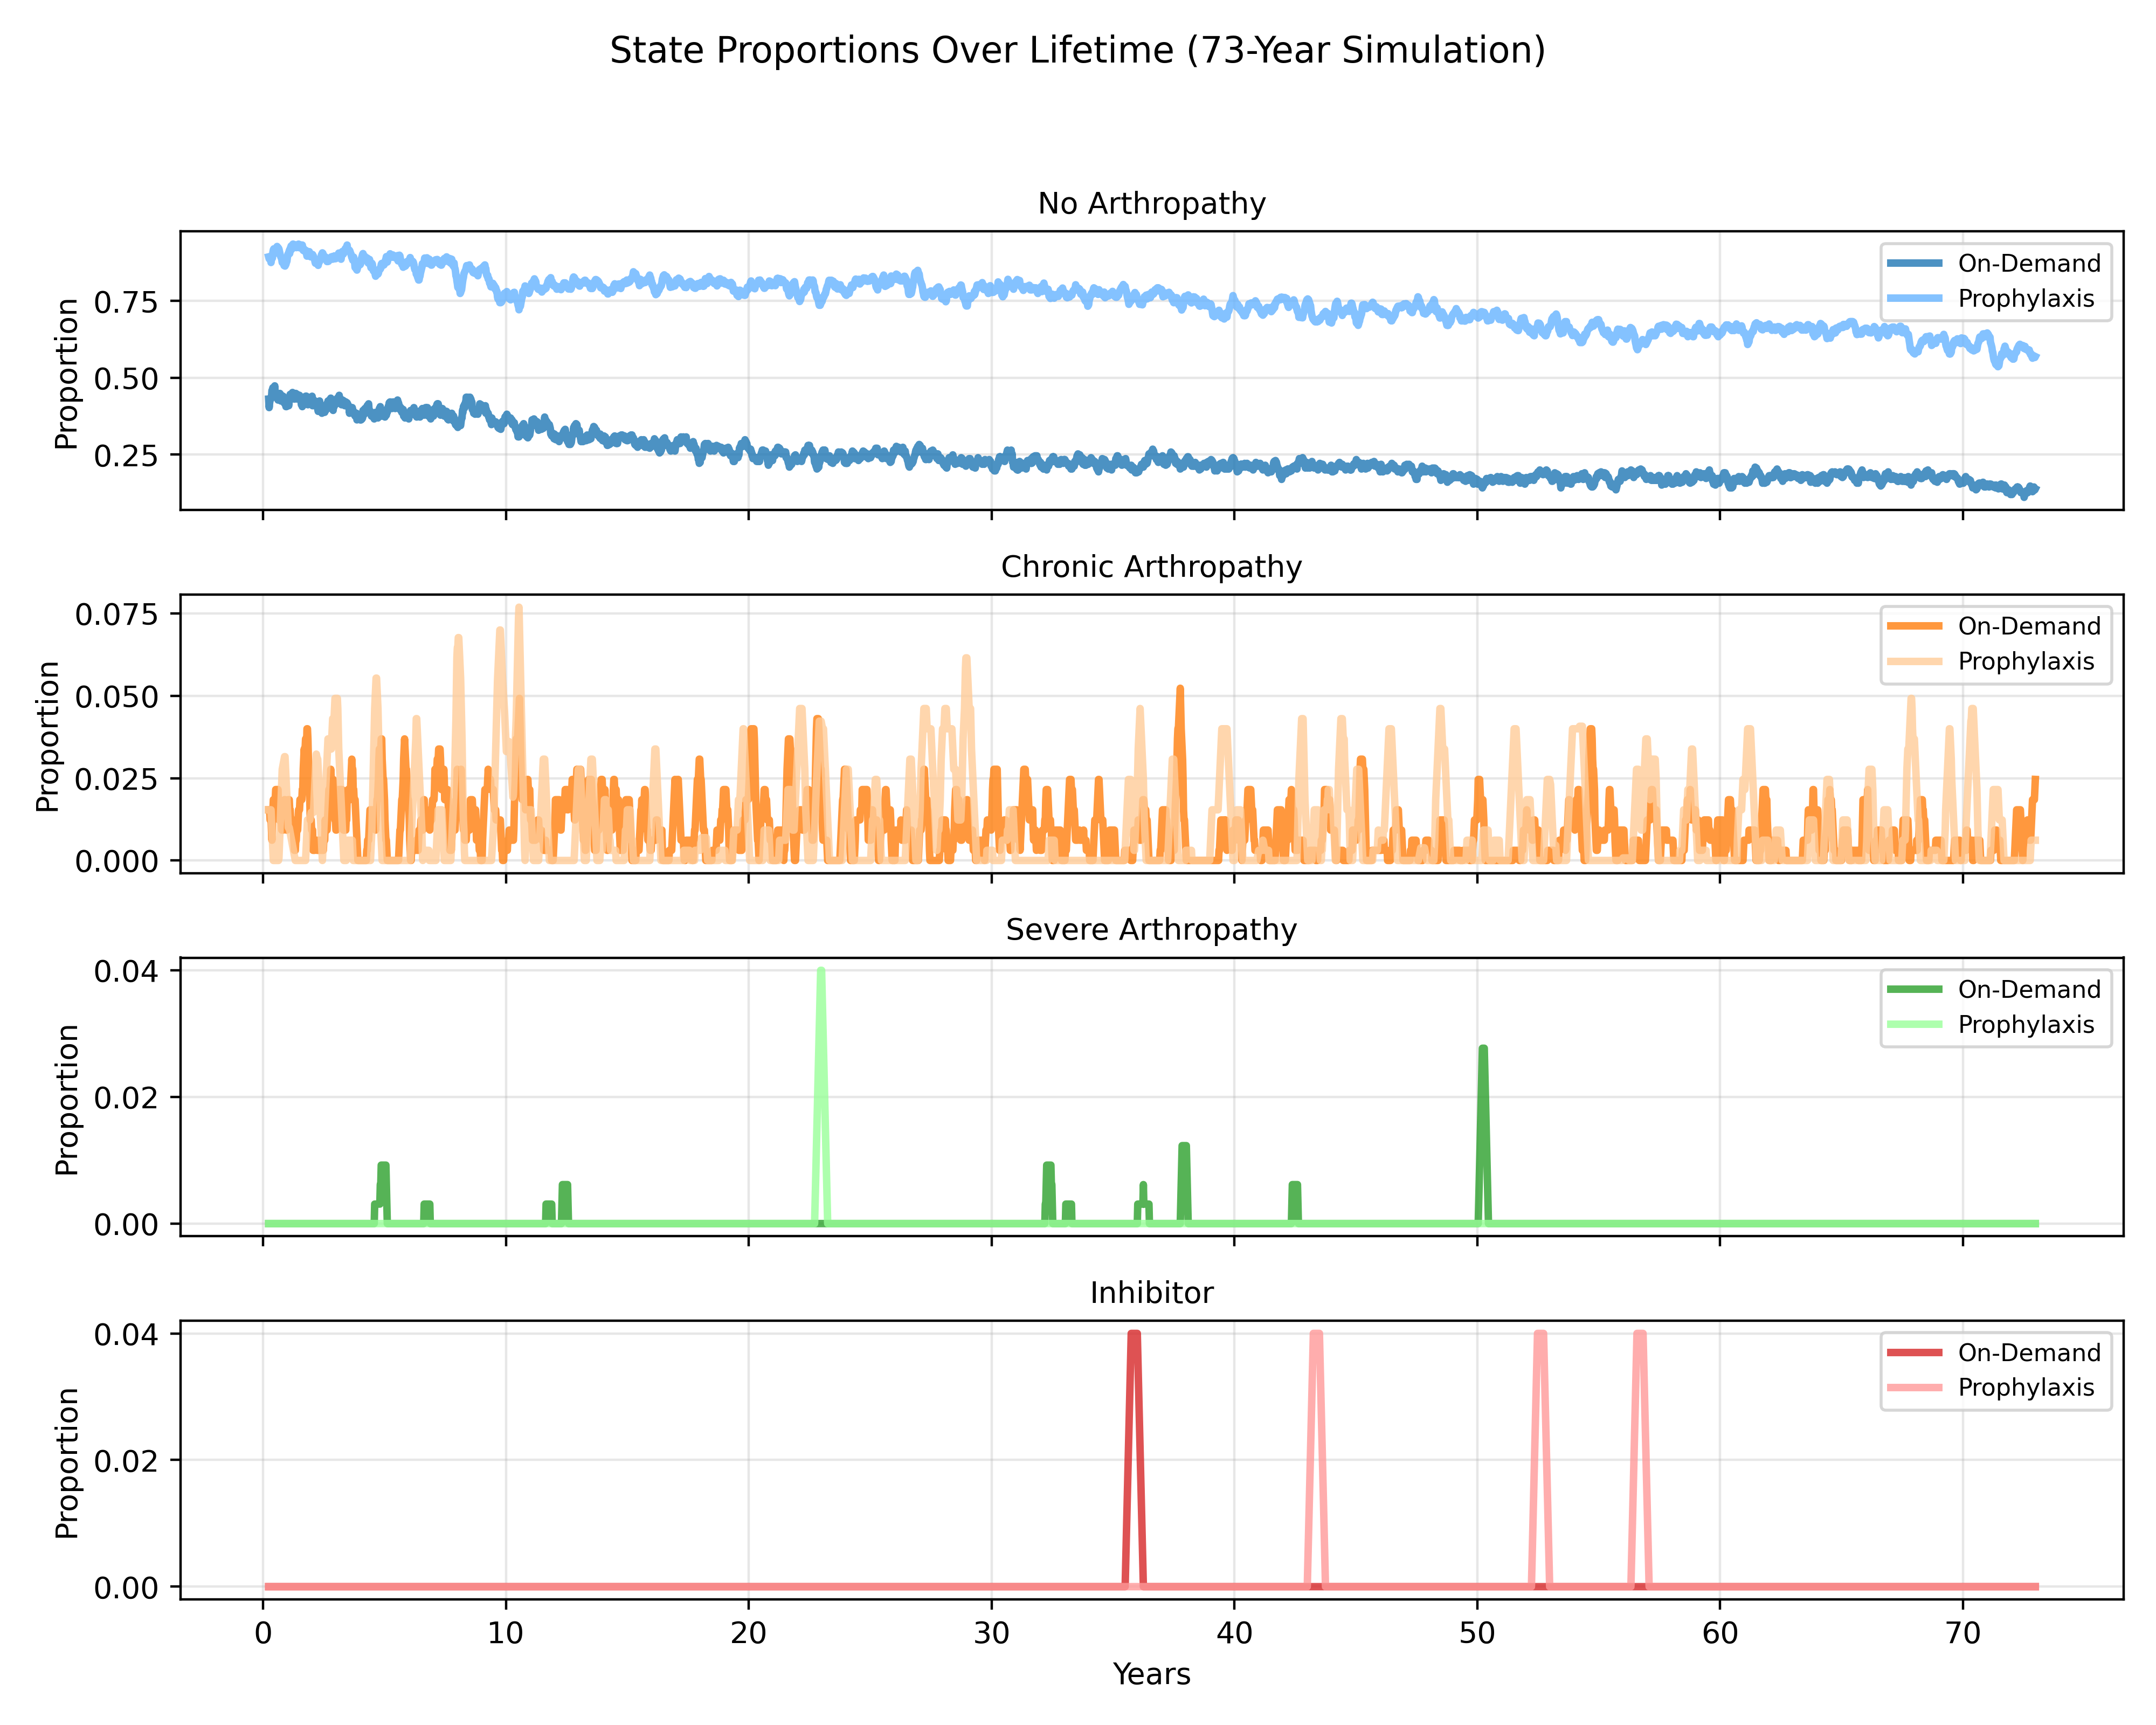 State Proportions Over Lifetime (73-Year Simulation)
No Arthropathy
Proportion
0.75
0.50
0.25
On-Demand
Prophylaxis
Chronic Arthropathy
Proportion
0.075
0.050
0.025
0.000
On-Demand
Prophylaxis
Severe Arthropathy
Proportion
0.04
0.02
0.00
On-Demand
Prophylaxis
Inhibitor
Proportion
0.04
0.02
0.00
On-Demand
Prophylaxis
0 10 20 30 40 50 60 70
Years